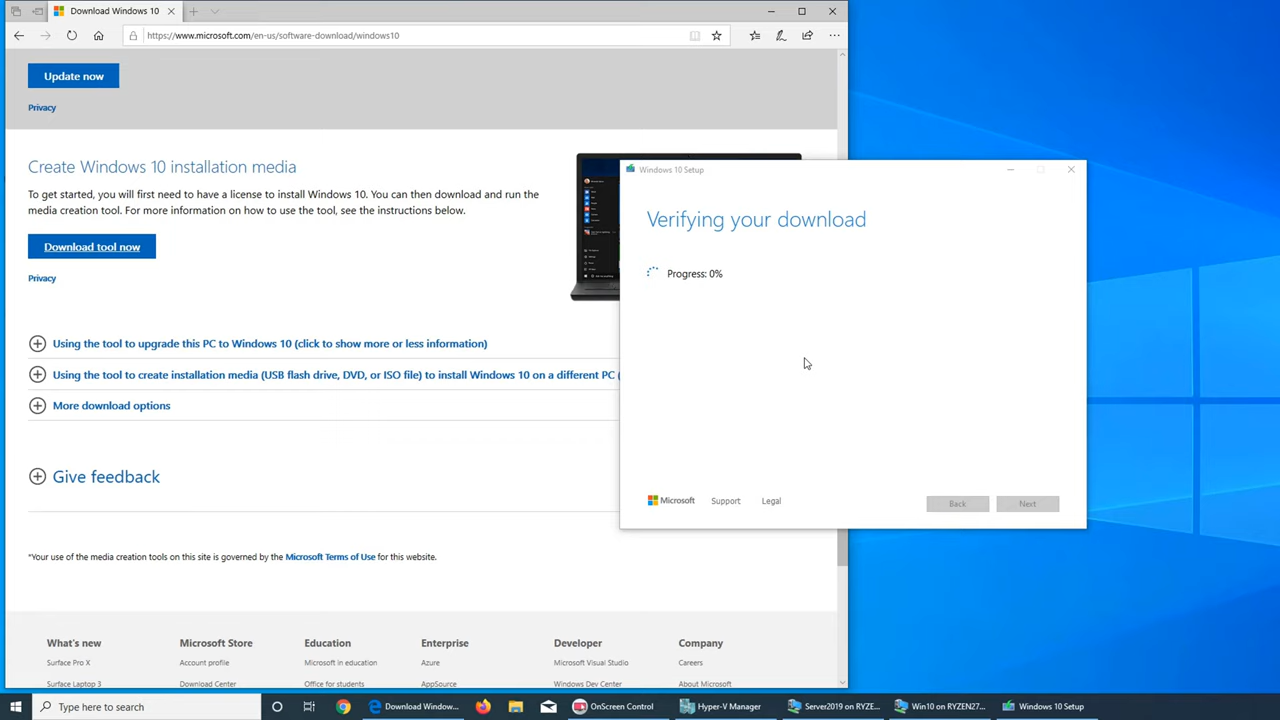 Download Windows 10
https://www.microsoft.com/en-us/software-download/windows10
Update now
Privacy
Create Windows 10 installation media
To get started, you will first need to have a license to install Windows 10. You can then download and run the
media creation tool. For more information on how to use the tool, see the instructions below.
Download tool now
Privacy
Using the tool to upgrade this PC to Windows 10 (click to show more or less information)
Using the tool to create installation media (USB flash drive, DVD, or ISO file) to install Windows 10 on a different PC (
More download options
Give feedback
*Your use of the media creation tools on this site is governed by the Microsoft Terms of Use for this website.
What's new
Surface Pro X
Surface Laptop 3
Microsoft Store
Account profile
Download Center
Education
Microsoft in education
Office for students
Enterprise
Azure
AppSource
Developer
Microsoft Visual Studio
Windows Dev Center
Company
Careers
About Microsoft
Windows 10 Setup
Verifying your download
Progress: 0%
Microsoft
Support
Legal
Back
Next
Type here to search
Download Window...
OnScreen Control
Hyper-V Manager
Server2019 on RYZE...
Win10 on RYZEN27...
Windows 10 Setup